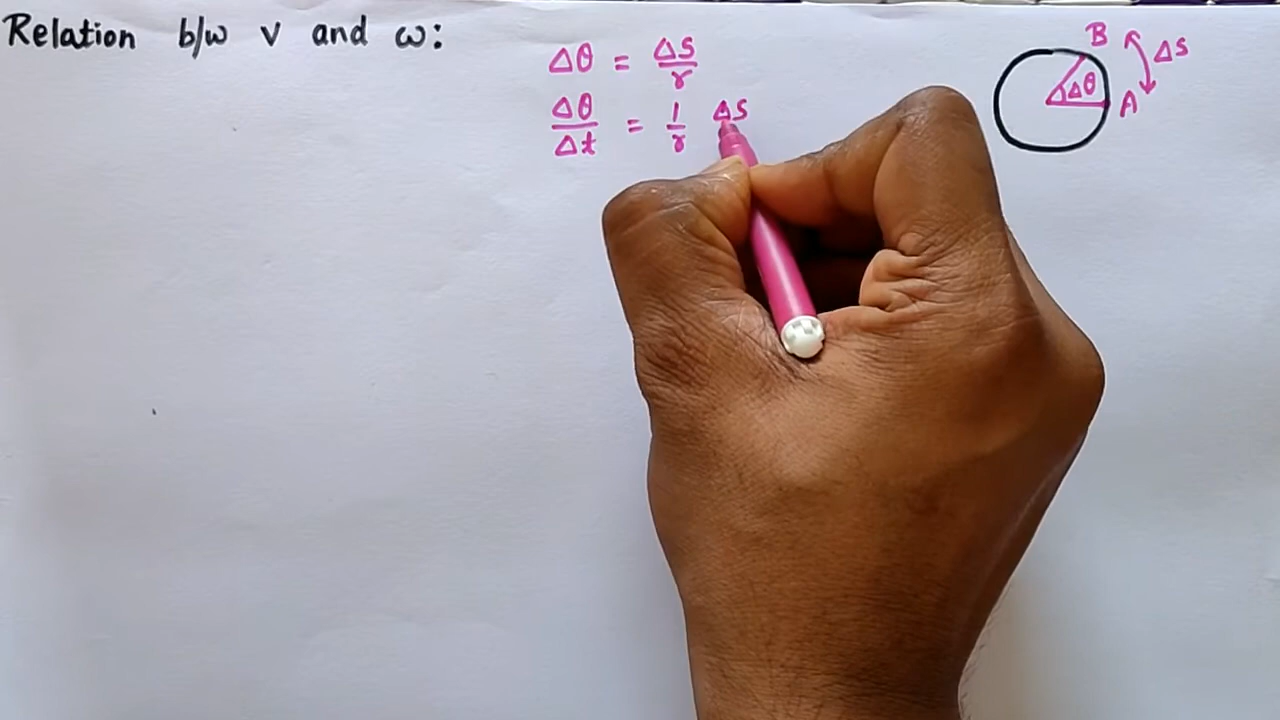 Relation b/w v and ω:
Δθ = ΔS/r
Δθ/Δt = 1/r ΔS
B
ΔS
Δθ
A